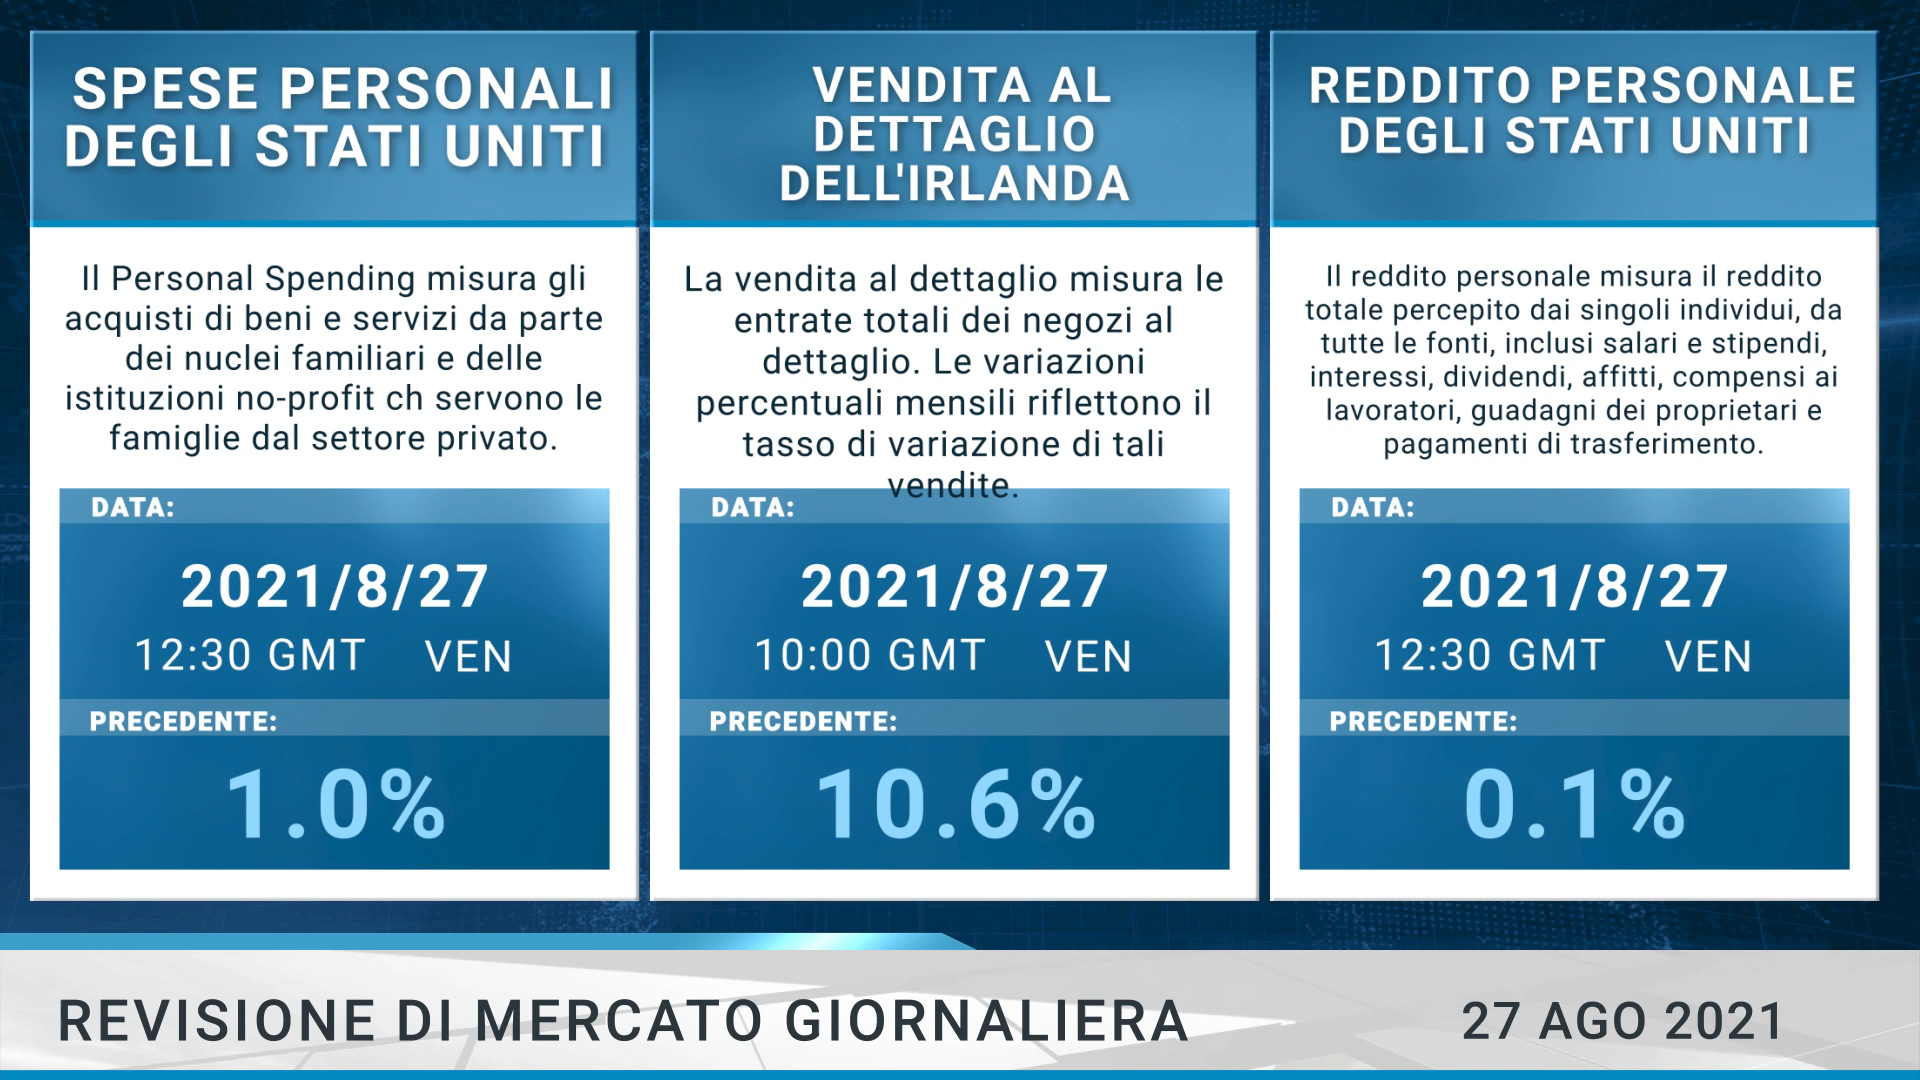 SPESE PERSONALI
DEGLI STATI UNITI
Il Personal Spending misura gli
acquisti di beni e servizi da parte
dei nuclei familiari e delle
istituzioni no-profit ch servono le
famiglie dal settore privato.
DATA:
2021/8/27
12:30 GMT VEN
PRECEDENTE:
1.0%
VENDITA AL
DETTAGLIO
DELL'IRLANDA
La vendita al dettaglio misura le
entrate totali dei negozi al
dettaglio. Le variazioni
percentuali mensili riflettono il
tasso di variazione di tali
vendite.
DATA:
2021/8/27
10:00 GMT VEN
PRECEDENTE:
10.6%
REDDITO PERSONALE
DEGLI STATI UNITI
Il reddito personale misura il reddito
totale percepito dai singoli individui, da
tutte le fonti, inclusi salari e stipendi,
interessi, dividendi, affitti, compensi ai
lavoratori, guadagni dei proprietari e
pagamenti di trasferimento.
DATA:
2021/8/27
12:30 GMT VEN
PRECEDENTE:
0.1%
REVISIONE DI MERCATO GIORNALIERA
27 AGO 2021